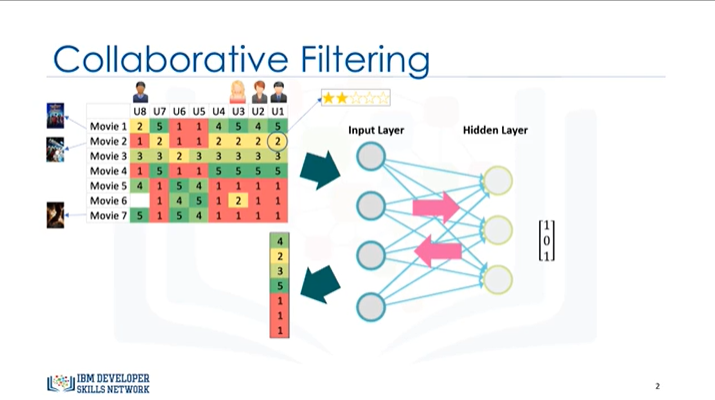 Collaborative Filtering
U8 U7 U6 U5 U4 U3 U2 U1
Movie 1 2 5 1 1 4 5 4 5
Movie 2 1 2 1 1 2 2 2 2
Movie 3 3 3 2 3 3 3 3 3
Movie 4 1 5 1 1 5 5 5 5
Movie 5 4 1 5 4 1 1 1 1
Movie 6 1 4 5 1 2 1 1
Movie 7 5 1 5 4 1 1 1 1
4
2
3
5
1
1
1
Input Layer
Hidden Layer
1
0
1
IBM DEVELOPER
SKILLS NETWORK
2